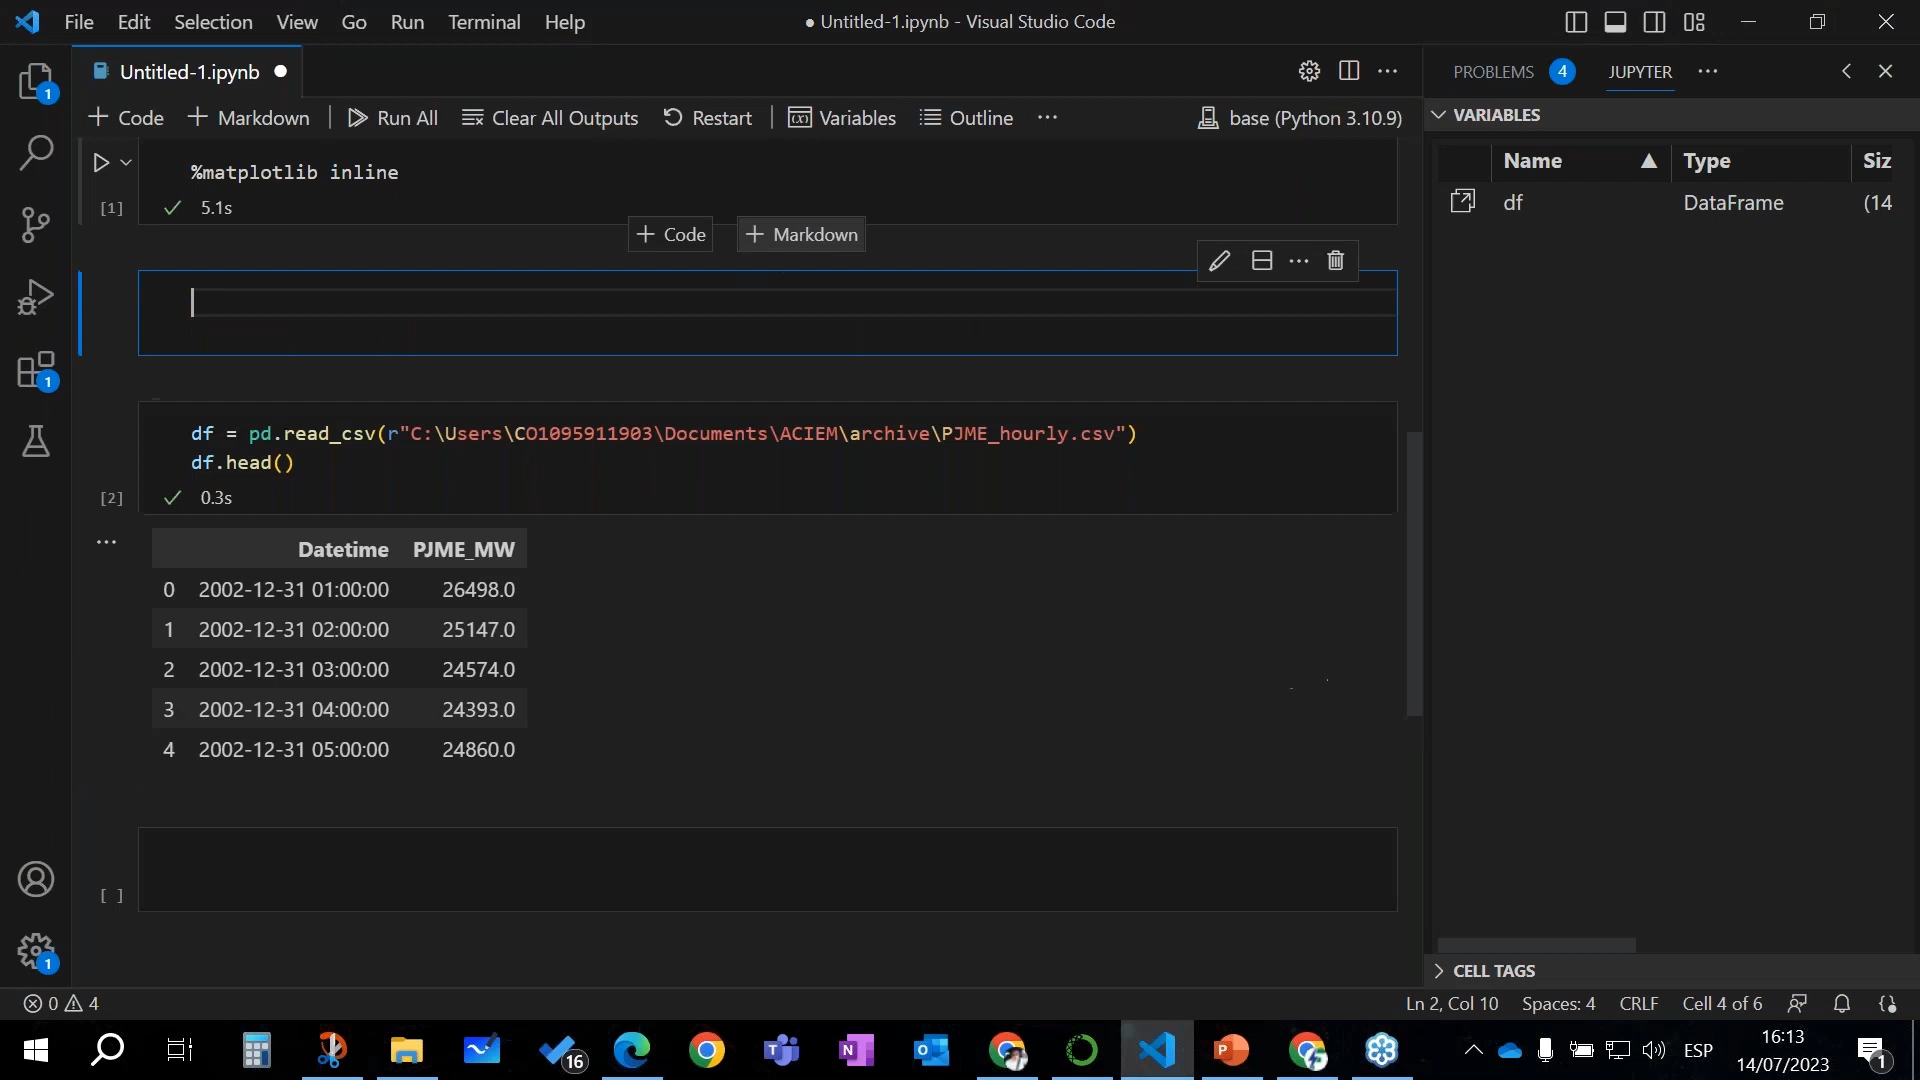 File Edit Selection View Go Run Terminal Help
● Untitled-1.ipynb - Visual Studio Code
Untitled-1.ipynb ●
PROBLEMS 4 JUPYTER
+ Code + Markdown Run All Clear All Outputs Restart Variables Outline base (Python 3.10.9)
VARIABLES
Name Type Siz
df DataFrame (14
%matplotlib inline
[1] ✓ 5.1s
+ Code + Markdown
df = pd.read_csv(r"C:\Users\CO1095911903\Documents\ACIEM\archive\PJME_hourly.csv")
df.head()
[2] ✓ 0.3s
Datetime PJME_MW
0 2002-12-31 01:00:00 26498.0
1 2002-12-31 02:00:00 25147.0
2 2002-12-31 03:00:00 24574.0
3 2002-12-31 04:00:00 24393.0
4 2002-12-31 05:00:00 24860.0
[ ]
CELL TAGS
1
1
1
0 4
Ln 2, Col 10 Spaces: 4 CRLF Cell 4 of 6
16
ESP
16:13
14/07/2023
1